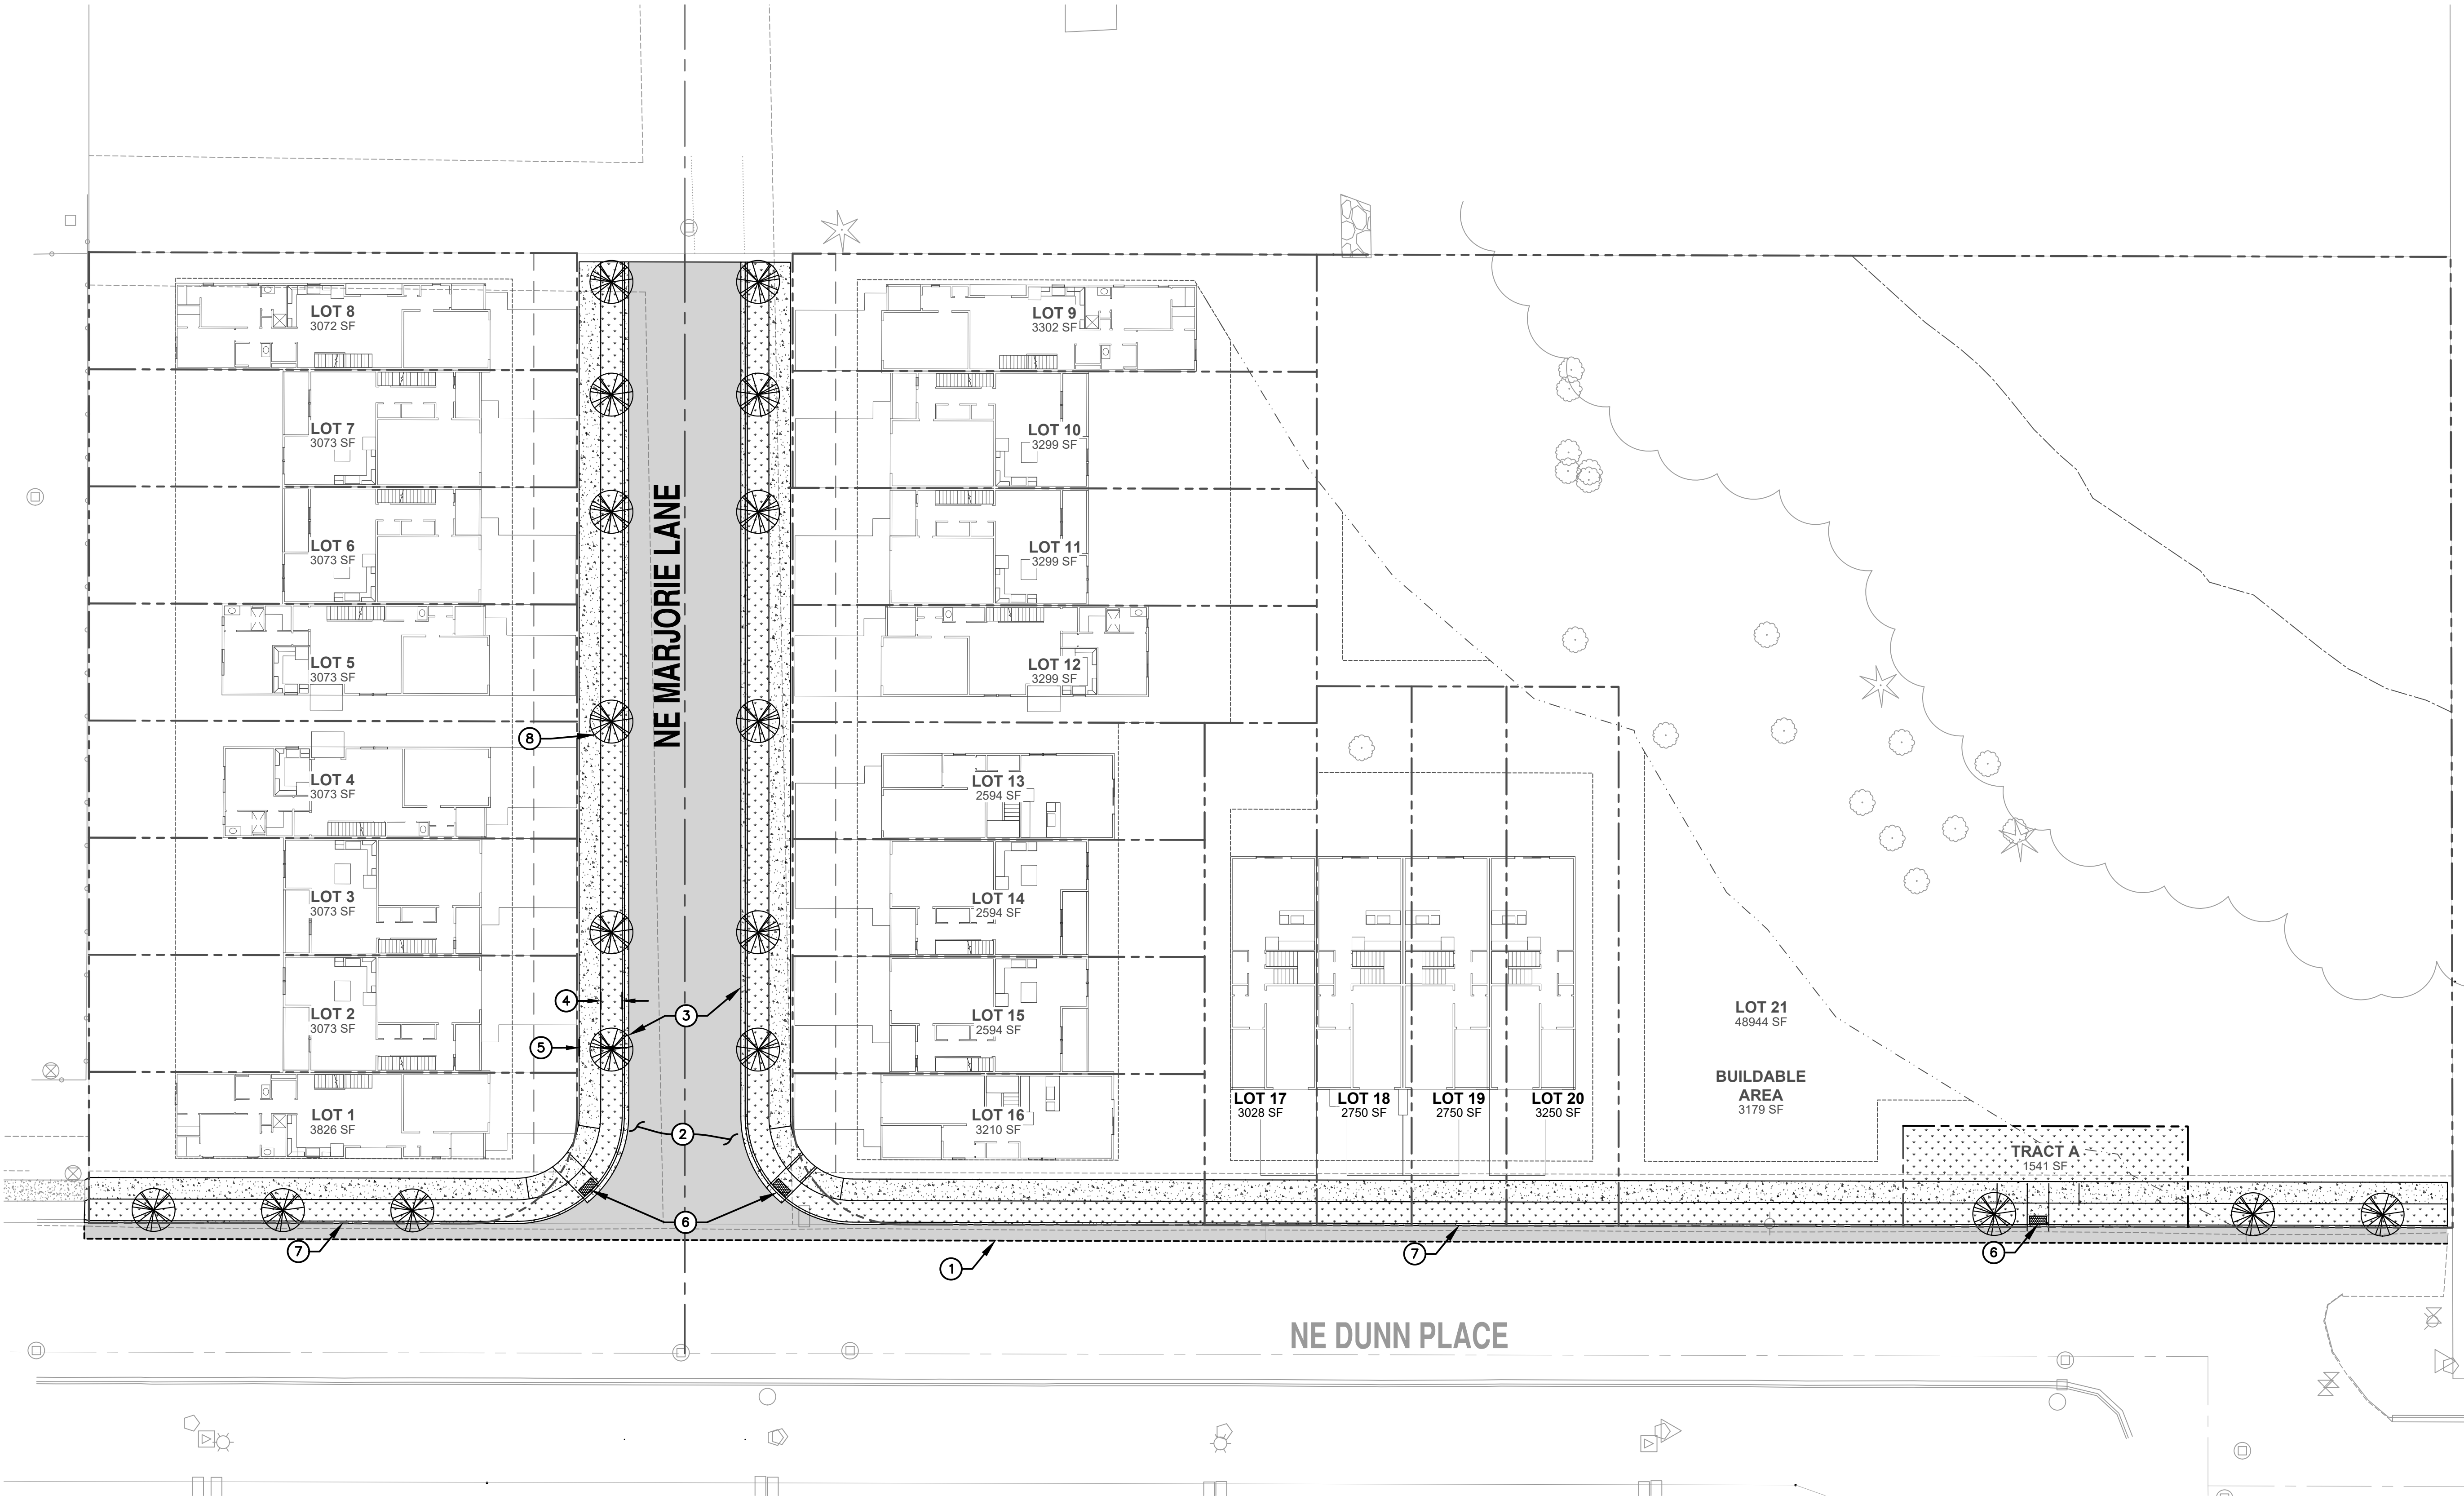 LOT 8
3072 SF
LOT 7
3073 SF
LOT 6
3073 SF
LOT 5
3073 SF
LOT 4
3073 SF
LOT 3
3073 SF
LOT 2
3073 SF
LOT 1
3826 SF
8
4
5
NE MARJORIE LANE
3
2
6
LOT 9
3302 SF
LOT 10
3299 SF
LOT 11
3299 SF
LOT 12
3299 SF
LOT 13
2594 SF
LOT 14
2594 SF
LOT 15
2594 SF
LOT 16
3210 SF
LOT 17
3028 SF
LOT 18
2750 SF
LOT 19
2750 SF
LOT 20
3250 SF
LOT 21
48944 SF
BUILDABLE
AREA
3179 SF
TRACT A
1541 SF
7
1
7
6
NE DUNN PLACE